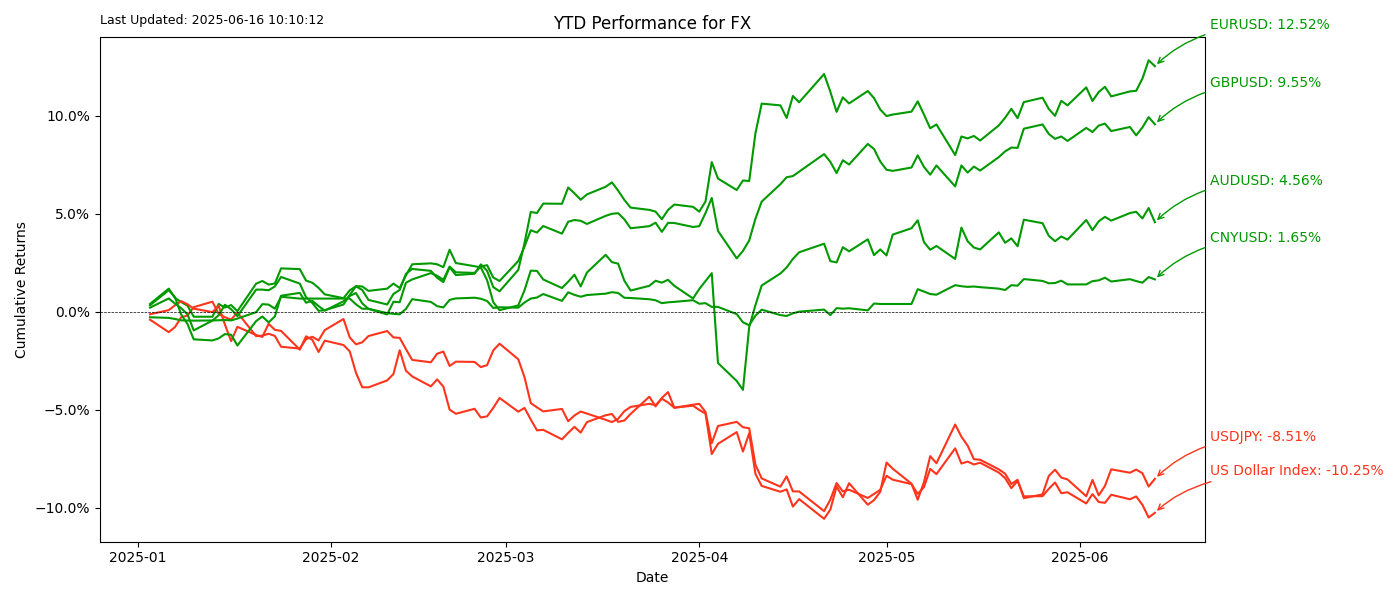 Last Updated: 2025-06-16 10:10:12
YTD Performance for FX
EURUSD: 12.52%
GBPUSD: 9.55%
AUDUSD: 4.56%
CNYUSD: 1.65%
USDJPY: -8.51%
US Dollar Index: -10.25%
Cumulative Returns
10.0%
5.0%
0.0%
−5.0%
−10.0%
2025-01 2025-02 2025-03 2025-04 2025-05 2025-06
Date